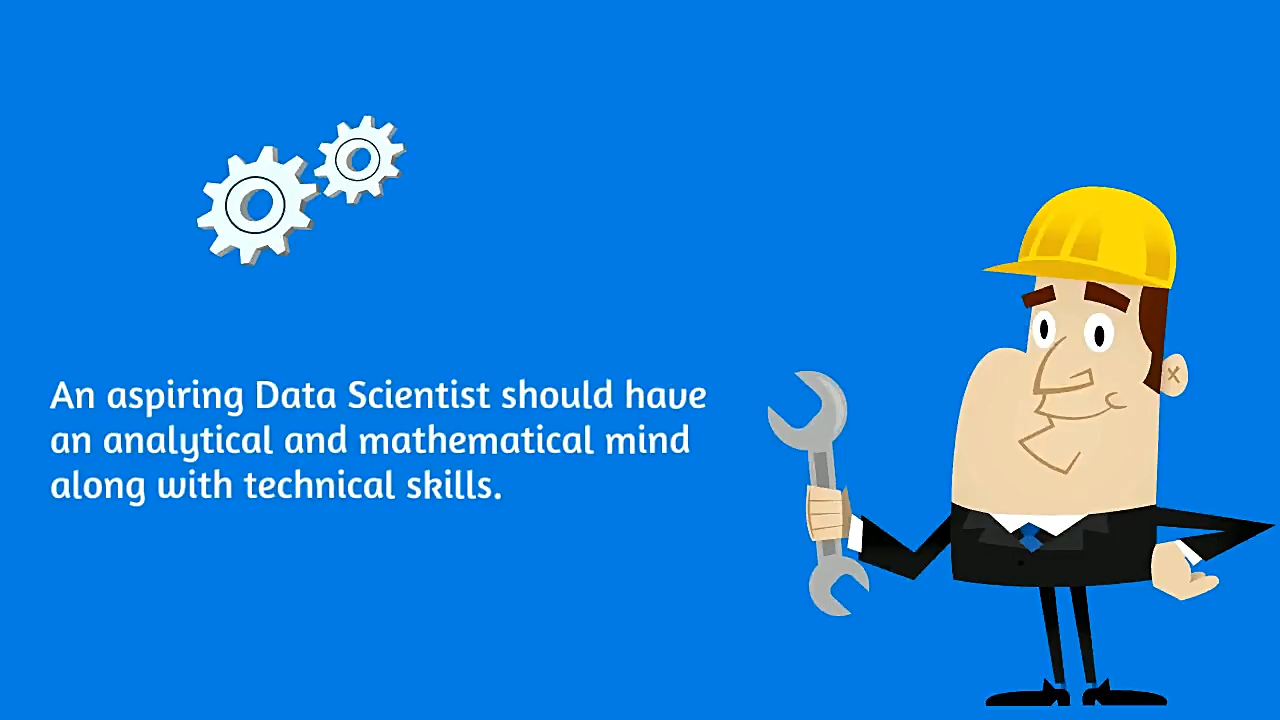 An aspiring Data Scientist should have
an analytical and mathematical mind
along with technical skills.